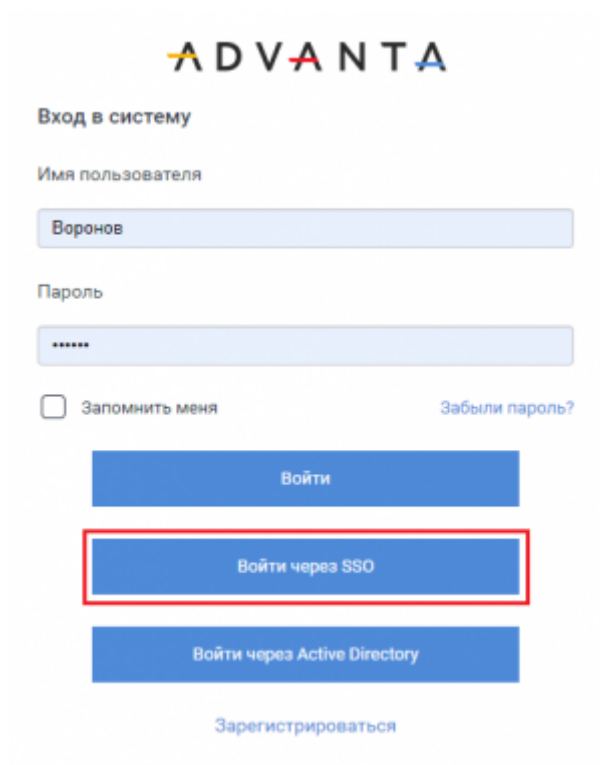 ADVANTA
Вход в систему
Имя пользователя
Воронов
Пароль
••••••
Запомнить меня Забыли пароль?
Войти
Войти через SSO
Войти через Active Directory
Зарегистрироваться